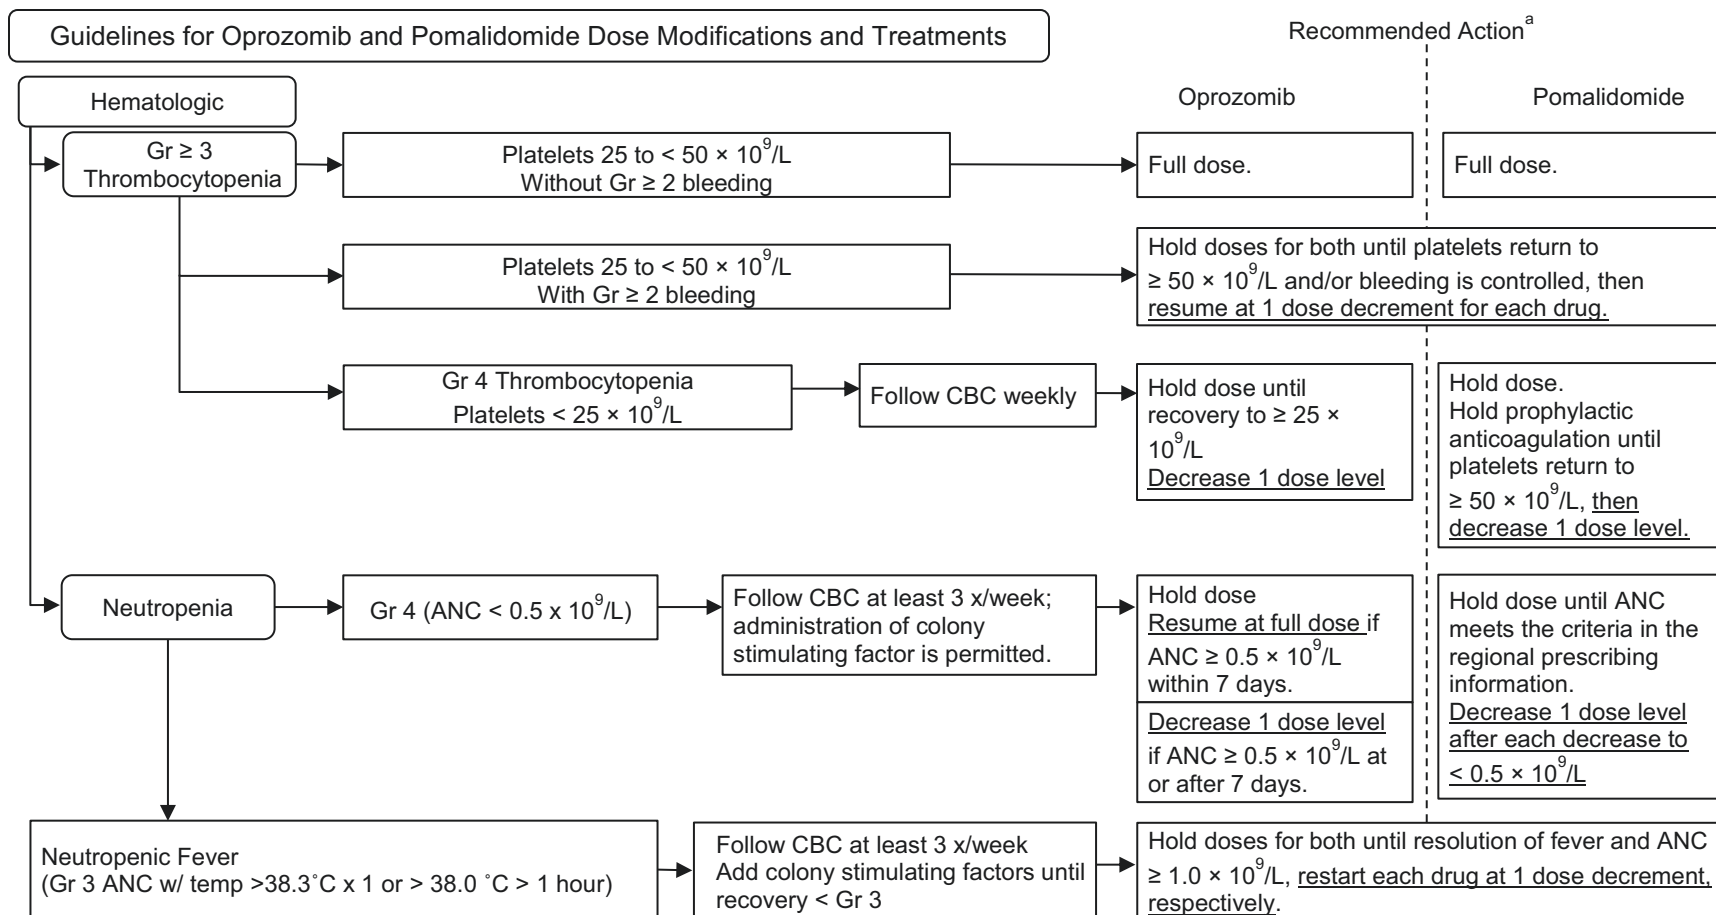 Guidelines for Oprozomib and Pomalidomide Dose Modifications and Treatments
Recommended Actionᵃ
Hematologic
Oprozomib
Pomalidomide
Gr ≥ 3
Thrombocytopenia
Platelets 25 to < 50 × 10⁹/L
Without Gr ≥ 2 bleeding
Full dose.
Full dose.
Platelets 25 to < 50 × 10⁹/L
With Gr ≥ 2 bleeding
Hold doses for both until platelets return to
≥ 50 × 10⁹/L and/or bleeding is controlled, then
resume at 1 dose decrement for each drug.
Gr 4 Thrombocytopenia
Platelets < 25 × 10⁹/L
Follow CBC weekly
Hold dose until
recovery to ≥ 25 ×
10⁹/L
Decrease 1 dose level
Hold dose.
Hold prophylactic
anticoagulation until
platelets return to
≥ 50 × 10⁹/L, then
decrease 1 dose level.
Neutropenia
Gr 4 (ANC < 0.5 x 10⁹/L)
Follow CBC at least 3 x/week;
administration of colony
stimulating factor is permitted.
Hold dose
Resume at full dose if
ANC ≥ 0.5 × 10⁹/L
within 7 days.
Decrease 1 dose level
if ANC ≥ 0.5 × 10⁹/L at
or after 7 days.
Hold dose until ANC
meets the criteria in the
regional prescribing
information.
Decrease 1 dose level
after each decrease to
< 0.5 × 10⁹/L
Neutropenic Fever
(Gr 3 ANC w/ temp >38.3˚C x 1 or > 38.0 ˚C > 1 hour)
Follow CBC at least 3 x/week
Add colony stimulating factors until
recovery < Gr 3
Hold doses for both until resolution of fever and ANC
≥ 1.0 × 10⁹/L, restart each drug at 1 dose decrement,
respectively.